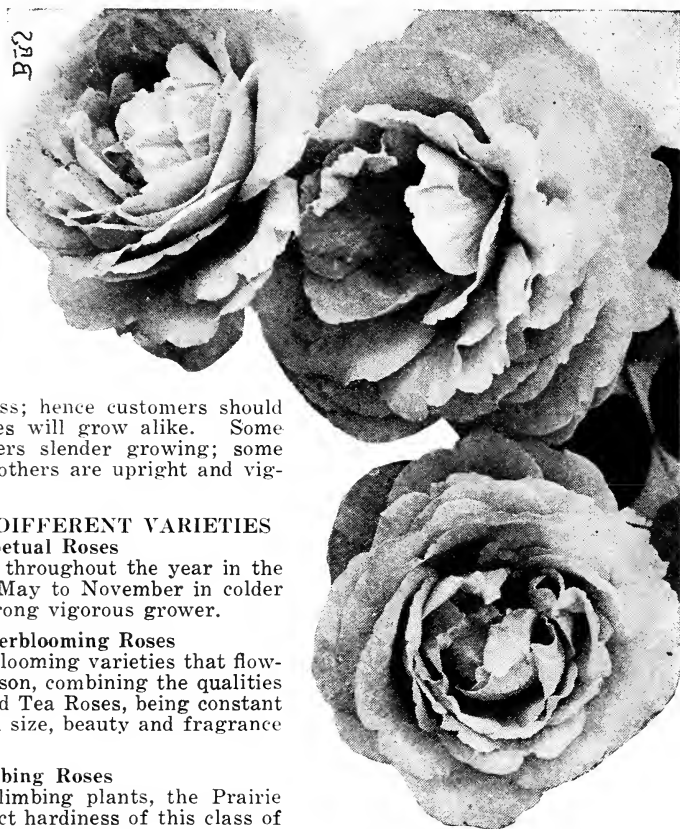 ss; hence customers should
es will grow alike. Some
ers slender growing; some
others are upright and vig-
DIFFERENT VARIETIES
petual Roses
throughout the year in the
May to November in colder
rong vigorous grower.
erblooming Roses
looming varieties that flow-
son, combining the qualities
d Tea Roses, being constant
size, beauty and fragrance
bing Roses
limbing plants, the Prairie
ct hardiness of this class of